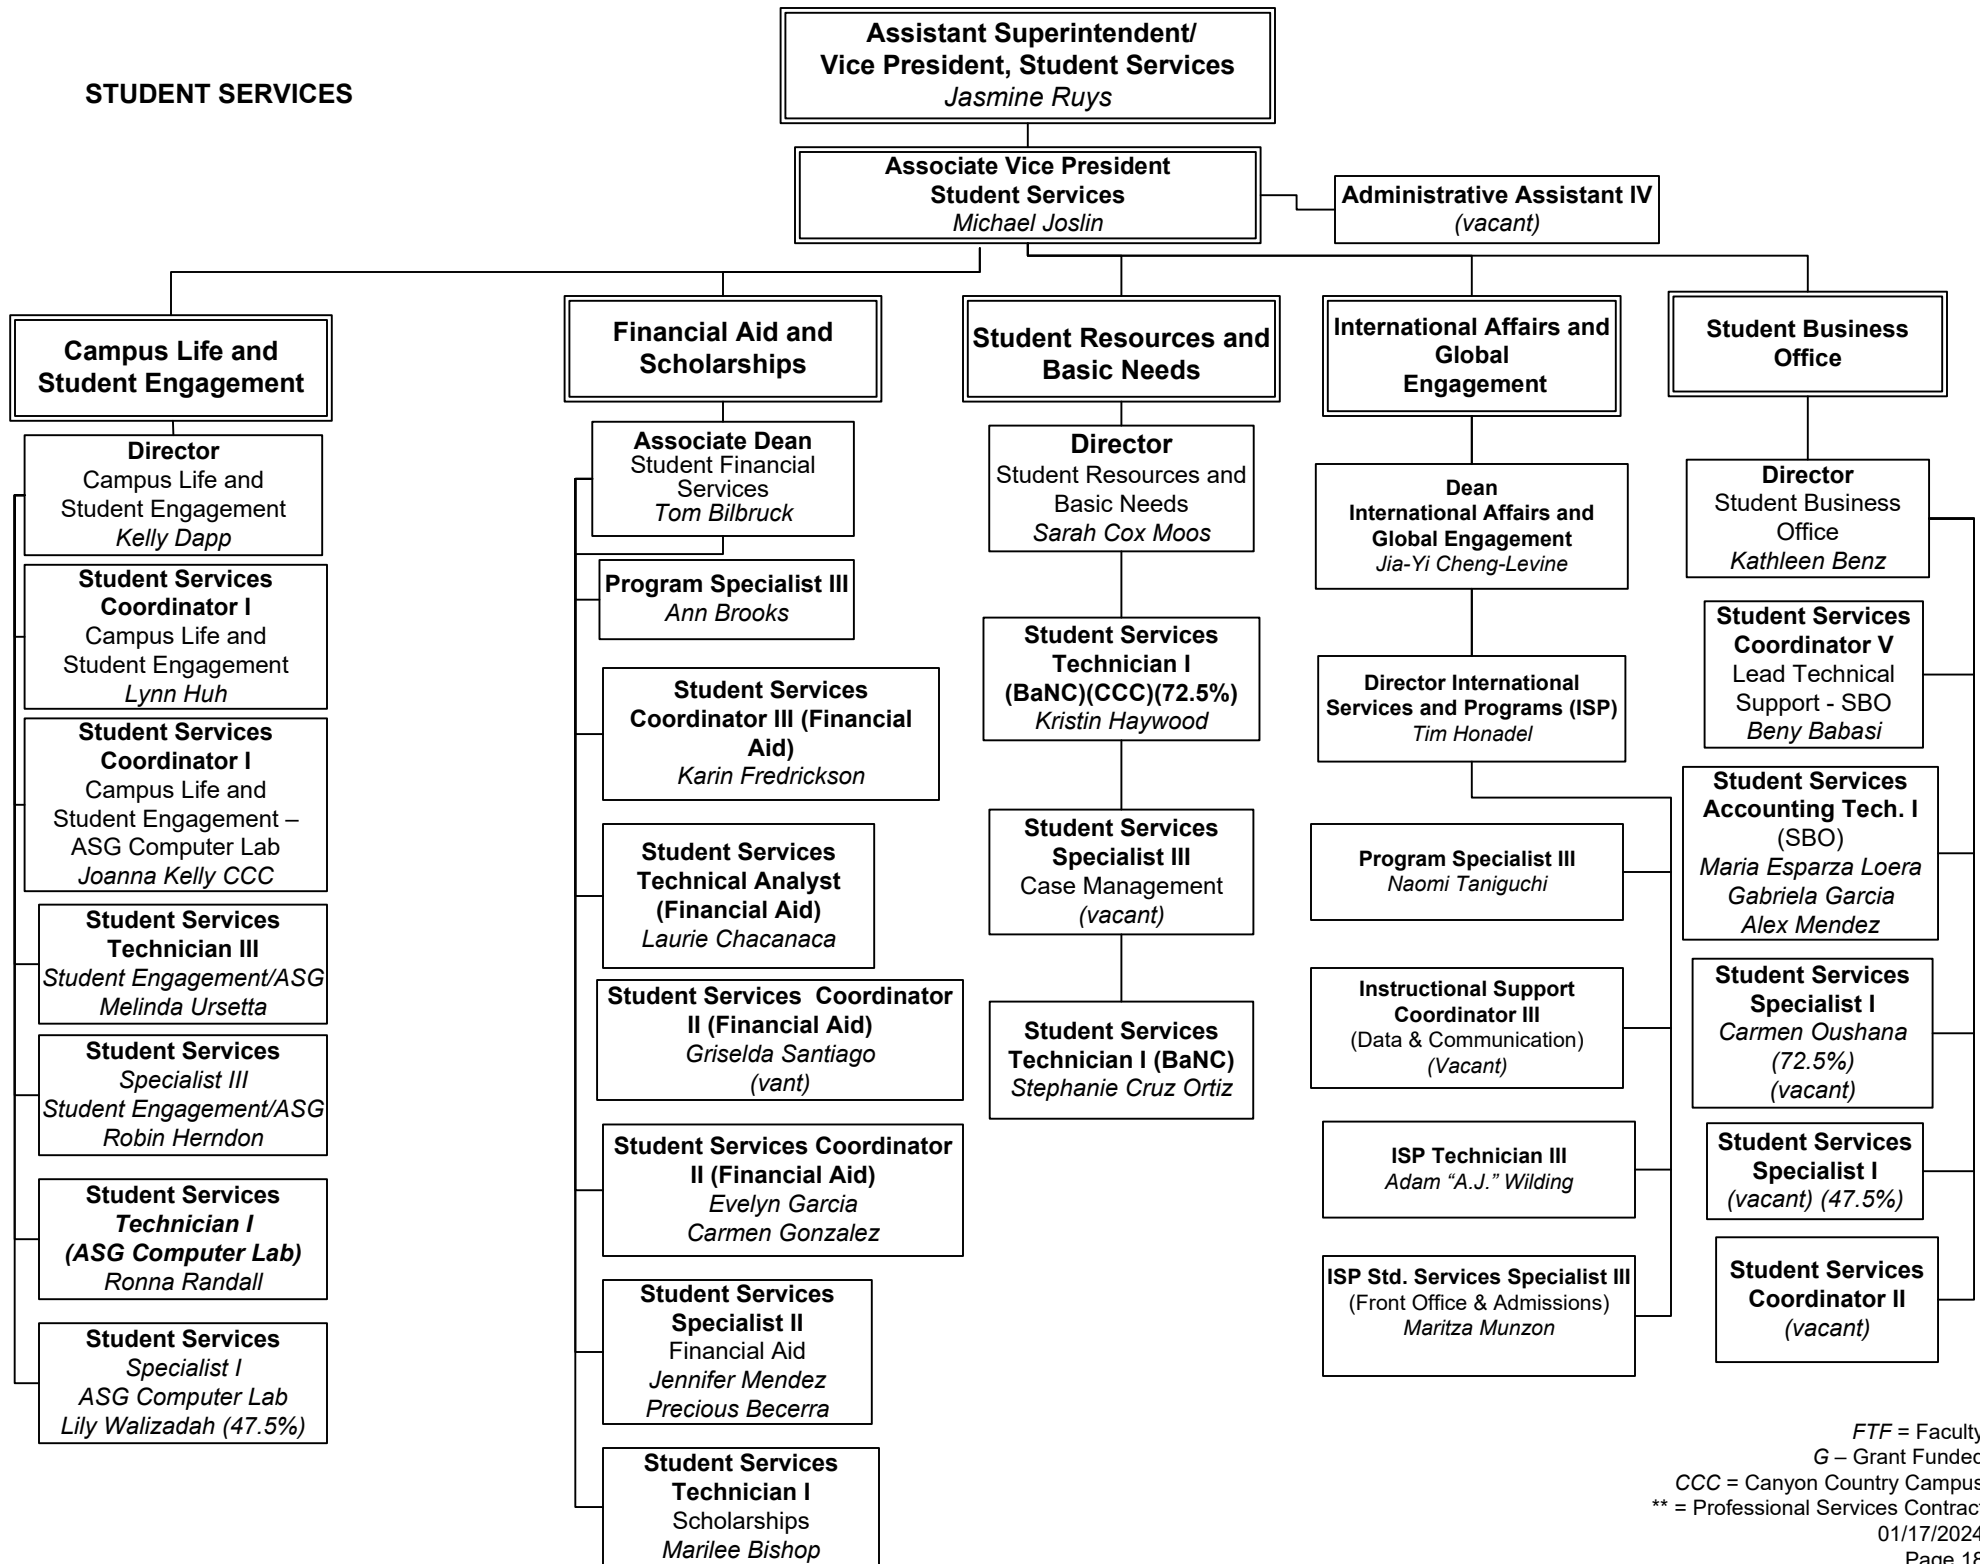 STUDENT SERVICES
Assistant Superintendent/
Vice President, Student Services
Jasmine Ruys
Associate Vice President
Student Services
Michael Joslin
Administrative Assistant IV
(vacant)
Campus Life and
Student Engagement
Director
Campus Life and
Student Engagement
Kelly Dapp
Student Services
Coordinator I
Campus Life and
Student Engagement
Lynn Huh
Student Services
Coordinator I
Campus Life and
Student Engagement –
ASG Computer Lab
Joanna Kelly CCC
Student Services
Technician III
Student Engagement/ASG
Melinda Ursetta
Student Services
Specialist III
Student Engagement/ASG
Robin Herndon
Student Services
Technician I
(ASG Computer Lab)
Ronna Randall
Student Services
Specialist I
ASG Computer Lab
Lily Walizadah (47.5%)
Financial Aid and
Scholarships
Associate Dean
Student Financial
Services
Tom Bilbruck
Program Specialist III
Ann Brooks
Student Services
Coordinator III (Financial
Aid)
Karin Fredrickson
Student Services
Technical Analyst
(Financial Aid)
Laurie Chacanaca
Student Services  Coordinator
II (Financial Aid)
Griselda Santiago
(vant)
Student Services Coordinator
II (Financial Aid)
Evelyn Garcia
Carmen Gonzalez
Student Services
Specialist II
Financial Aid
Jennifer Mendez
Precious Becerra
Student Services
Technician I
Scholarships
Marilee Bishop
Student Resources and
Basic Needs
Director
Student Resources and
Basic Needs
Sarah Cox Moos
Student Services
Technician I
(BaNC)(CCC)(72.5%)
Kristin Haywood
Student Services
Specialist III
Case Management
(vacant)
Student Services
Technician I (BaNC)
Stephanie Cruz Ortiz
International Affairs and
Global
Engagement
Dean
International Affairs and
Global Engagement
Jia-Yi Cheng-Levine
Director International
Services and Programs (ISP)
Tim Honadel
Program Specialist III
Naomi Taniguchi
Instructional Support
Coordinator III
(Data & Communication)
(Vacant)
ISP Technician III
Adam “A.J.” Wilding
ISP Std. Services Specialist III
(Front Office & Admissions)
Maritza Munzon
Student Business
Office
Director
Student Business
Office
Kathleen Benz
Student Services
Coordinator V
Lead Technical
Support - SBO
Beny Babasi
Student Services
Accounting Tech. I
(SBO)
Maria Esparza Loera
Gabriela Garcia
Alex Mendez
Student Services
Specialist I
Carmen Oushana
(72.5%)
(vacant)
Student Services
Specialist I
(vacant) (47.5%)
Student Services
Coordinator II
(vacant)
FTF = Faculty
G – Grant Funded
CCC = Canyon Country Campus
** = Professional Services Contract
01/17/2024
Page 18